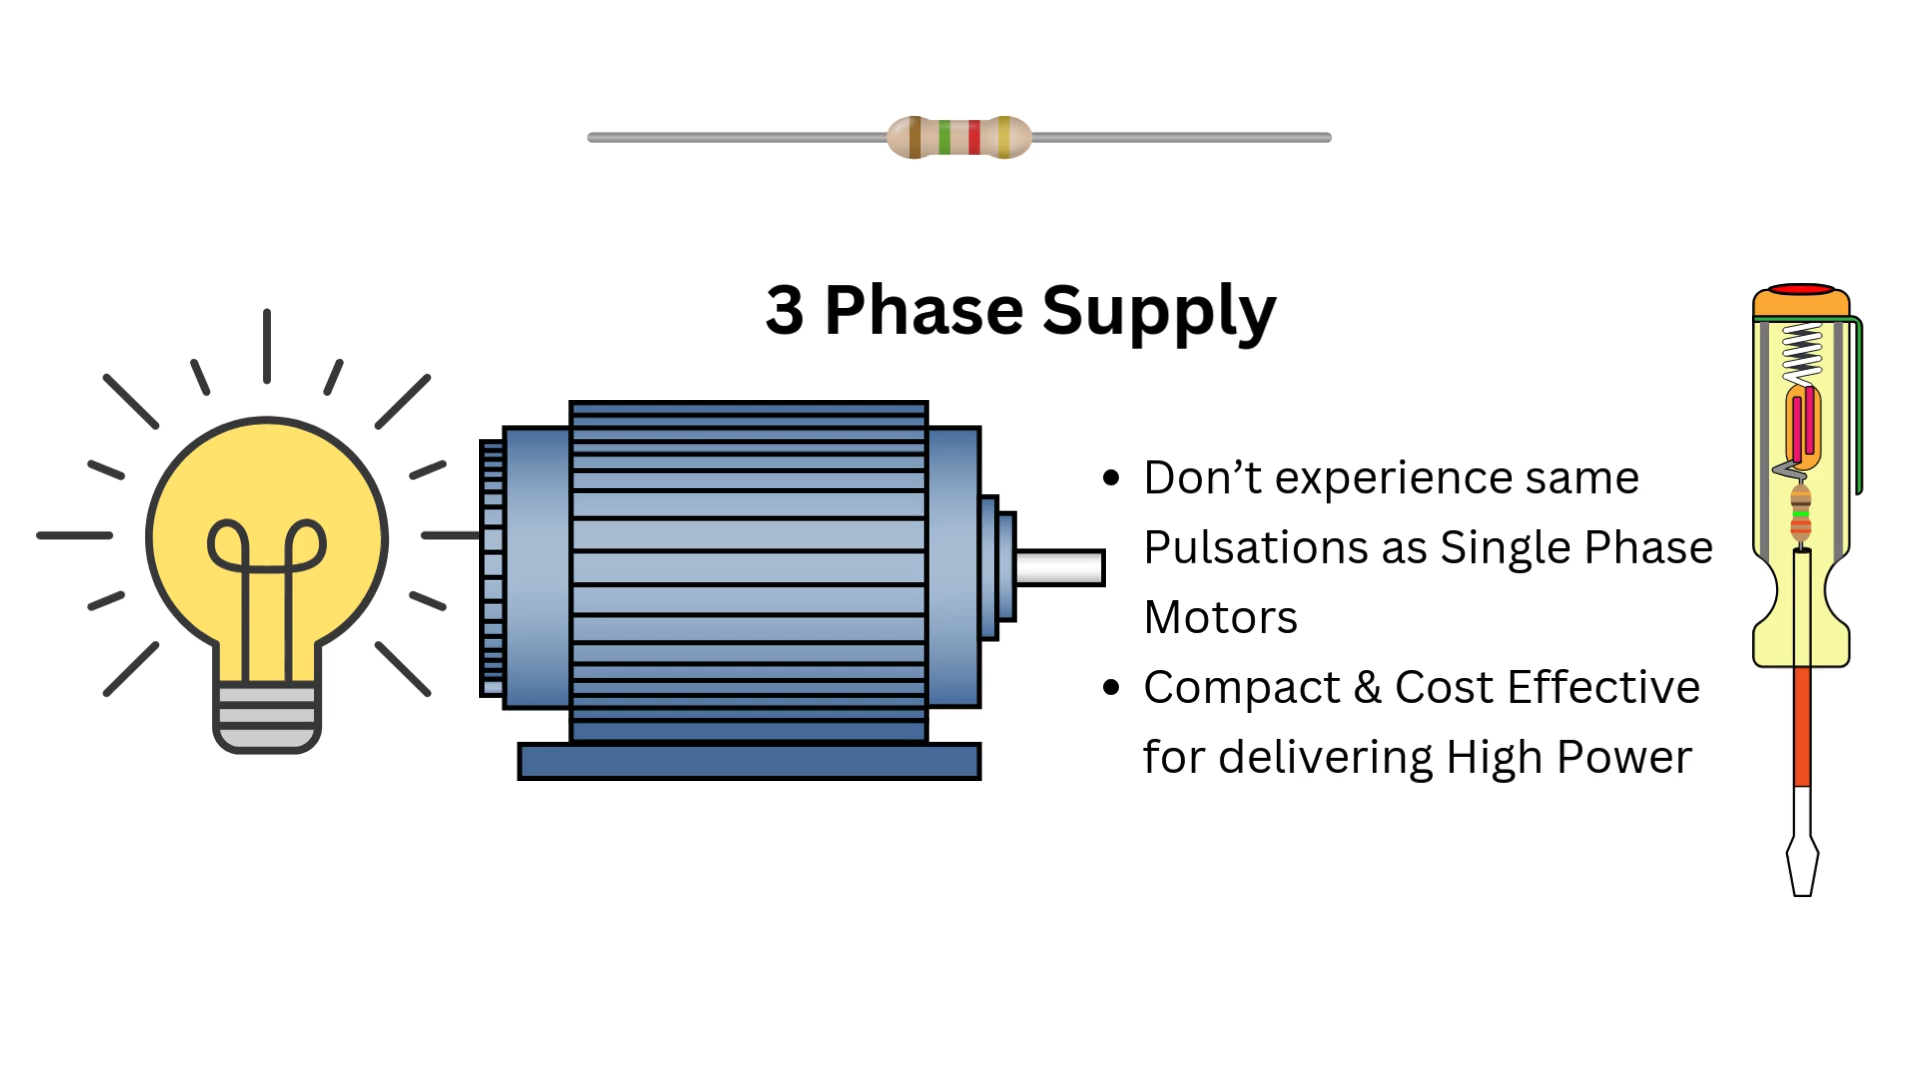 3 Phase Supply
• Don’t experience same
Pulsations as Single Phase
Motors
• Compact & Cost Effective
for delivering High Power